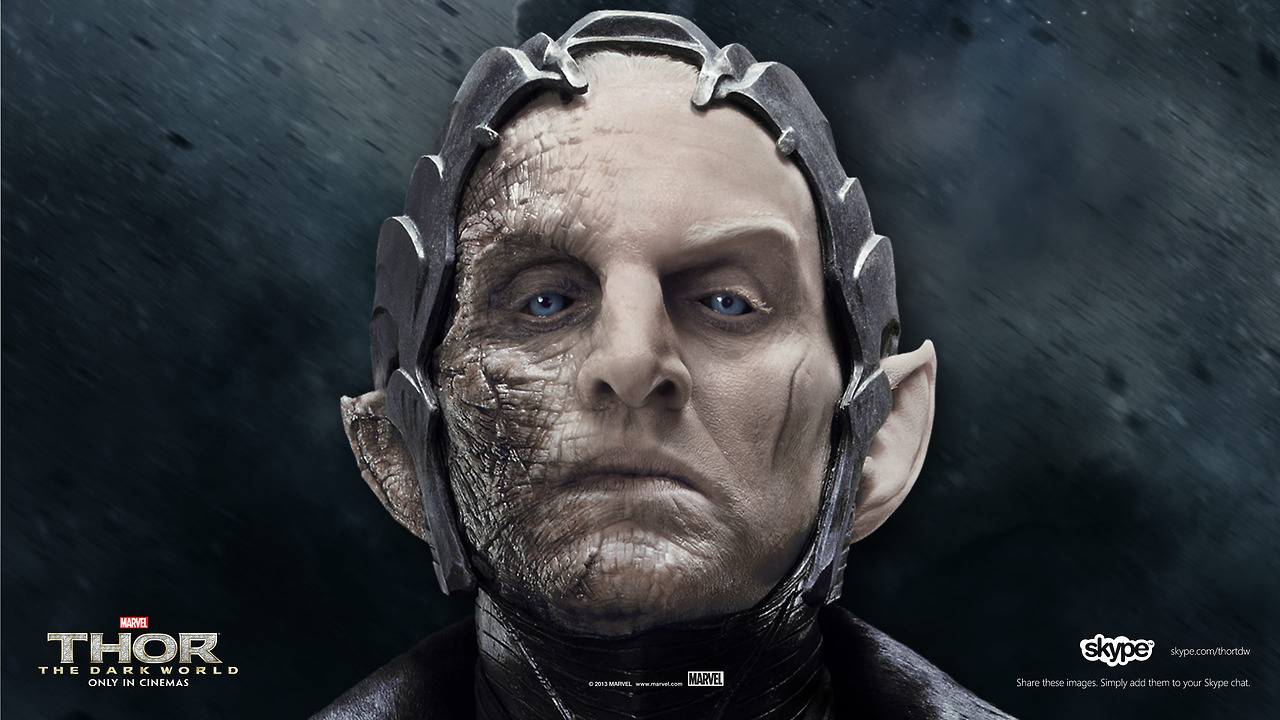 MARVEL
THOR
THE DARK WORLD
ONLY IN CINEMAS
© 2013 MARVEL www.marvel.com MARVEL
skype skype.com/thortdw
Share these images. Simply add them to your Skype chat.